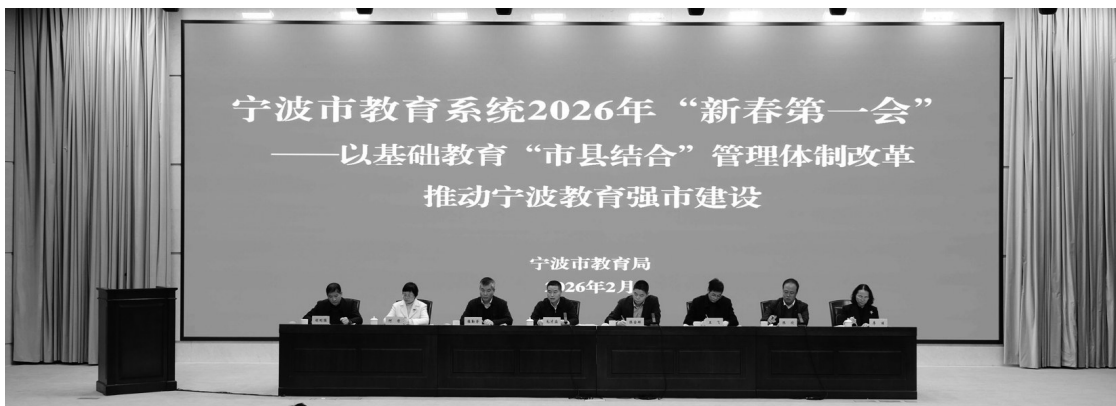 宁波市教育系统2026年“新春第一会”
——以基础教育“市县结合”管理体制改革
推动宁波教育强市建设
宁波市教育局
2026年2月